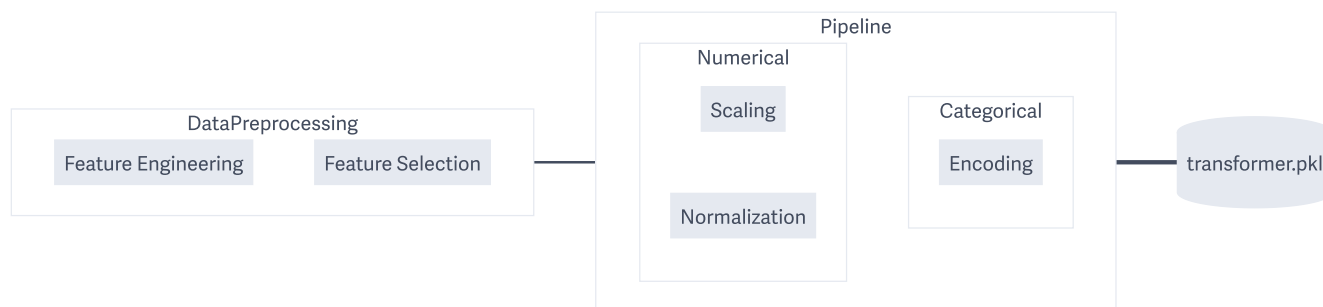 Pipeline
Numerical
Scaling
Categorical
DataPreprocessing
Feature Engineering
Feature Selection
Encoding
transformer.pkl
Normalization